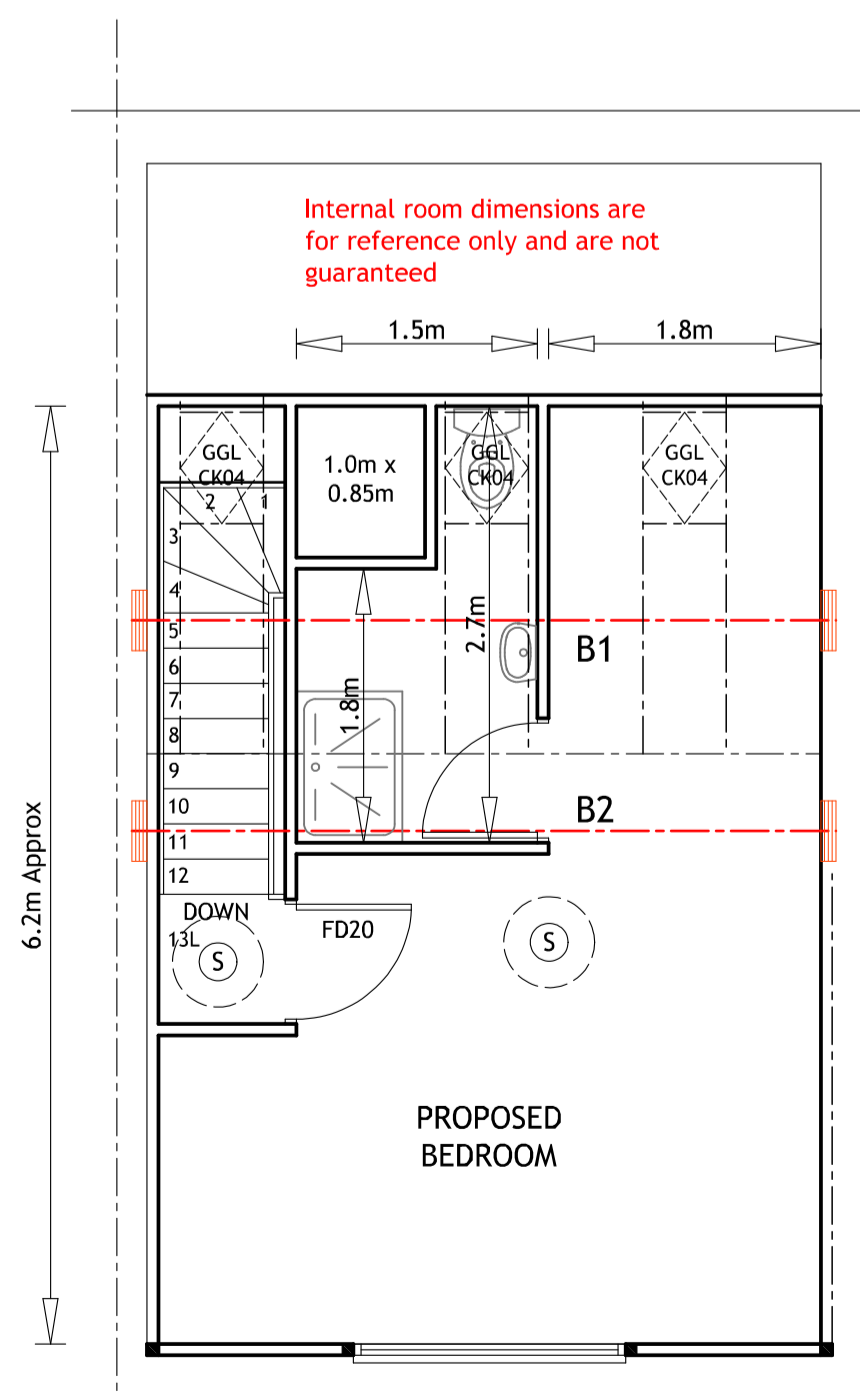 Internal room dimensions are
for reference only and are not
guaranteed
1.5m
1.8m
GGL
CK04
1.0m x
0.85m
GGL
CK04
GGL
CK04
2
1
3
4
5
6
7
8
9
10
11
12
2.7m
1.8m
B1
B2
6.2m Approx
DOWN
13L
S
FD20
S
PROPOSED
BEDROOM